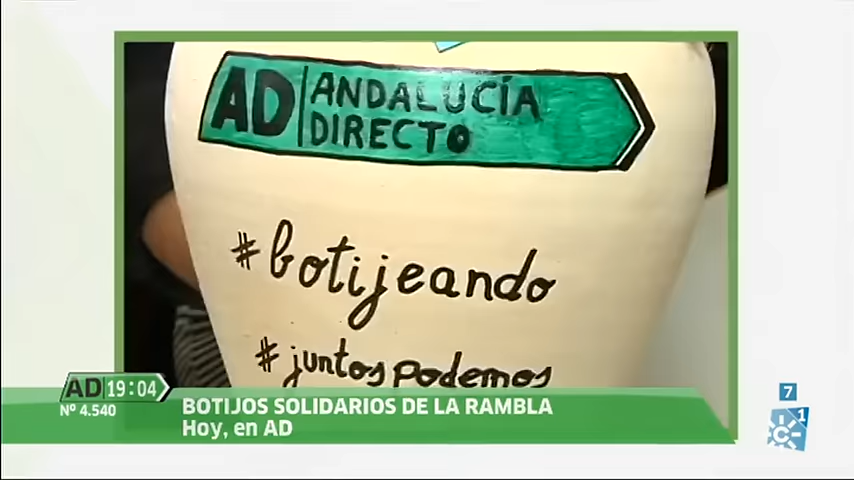 AD ANDALUCÍA
DIRECTO
#botijeando
#juntospodemos
AD 19:04
Nº 4.540
BOTIJOS SOLIDARIOS DE LA RAMBLA
Hoy, en AD
7
C 1